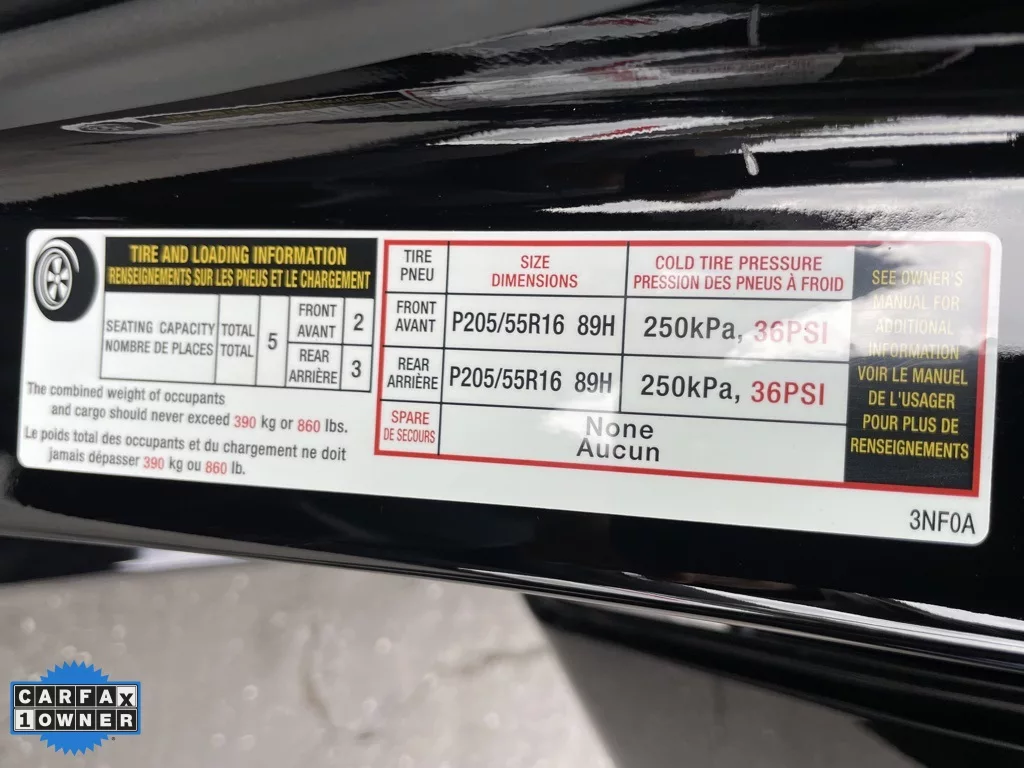 TIRE AND LOADING INFORMATION
RENSEIGNEMENTS SUR LES PNEUS ET LE CHARGEMENT
SEATING CAPACITY
NOMBRE DE PLACES
TOTAL
TOTAL
5
FRONT
AVANT
2
REAR
ARRIÈRE
3
The combined weight of occupants
and cargo should never exceed 390 kg or 860 lbs.
Le poids total des occupants et du chargement ne doit
jamais dépasser 390 kg ou 860 lb.
TIRE
PNEU
SIZE
DIMENSIONS
COLD TIRE PRESSURE
PRESSION DES PNEUS À FROID
FRONT
AVANT
P205/55R16 89H
250kPa, 36PSI
REAR
ARRIÈRE
P205/55R16 89H
250kPa, 36PSI
SPARE
DE SECOURS
None
Aucun
SEE OWNER'S
MANUAL FOR
ADDITIONAL
INFORMATION
VOIR LE MANUEL
DE L'USAGER
POUR PLUS DE
RENSEIGNEMENTS
3NF0A
CARFAX
1 OWNER